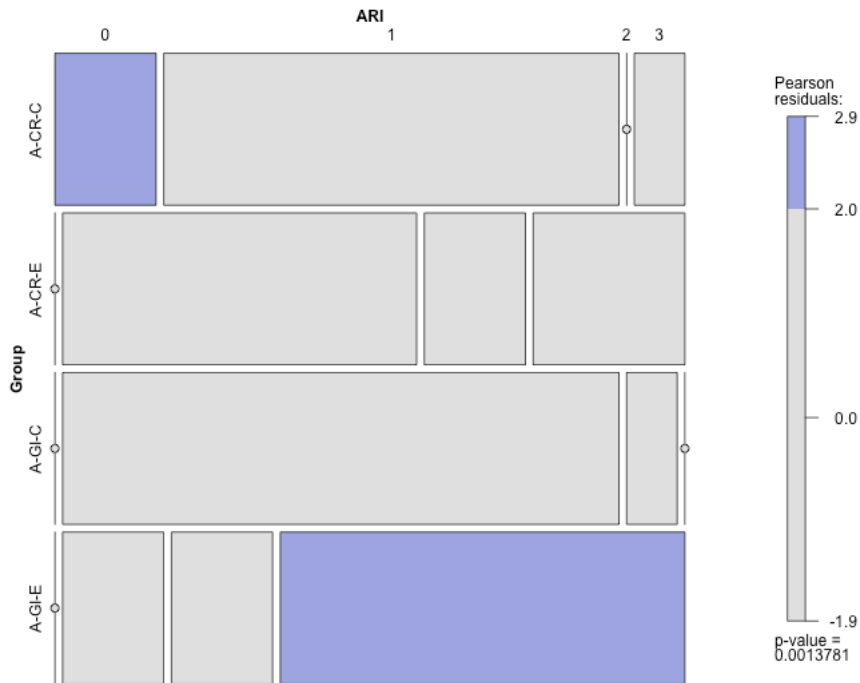 ARI
0 1 2 3
Group
A-CR-C
A-CR-E
A-GI-C
A-GI-E
Pearson
residuals:
2.9
2.0
0.0
-1.9
p-value =
0.0013781